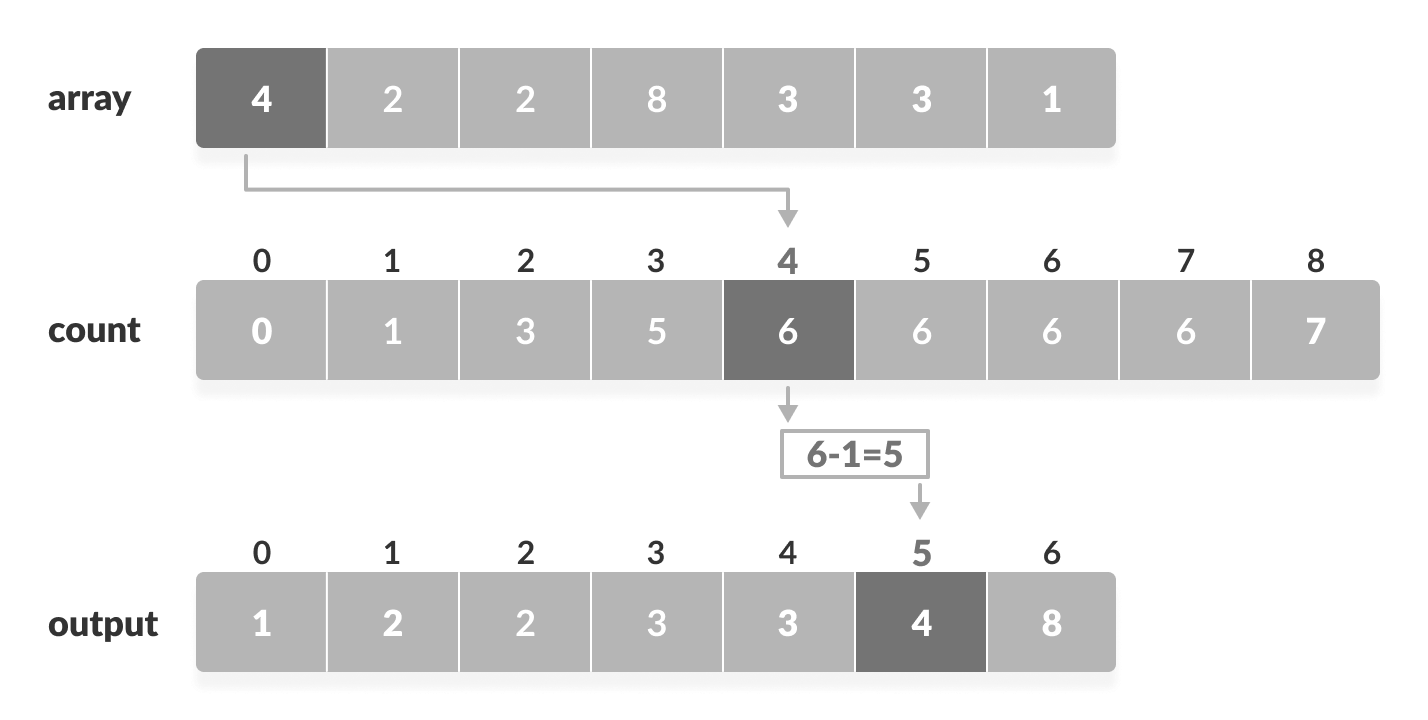 array 4 2 2 8 3 3 1
0 1 2 3 4 5 6 7 8
count 0 1 3 5 6 6 6 6 7
6-1=5
0 1 2 3 4 5 6
output 1 2 2 3 3 4 8